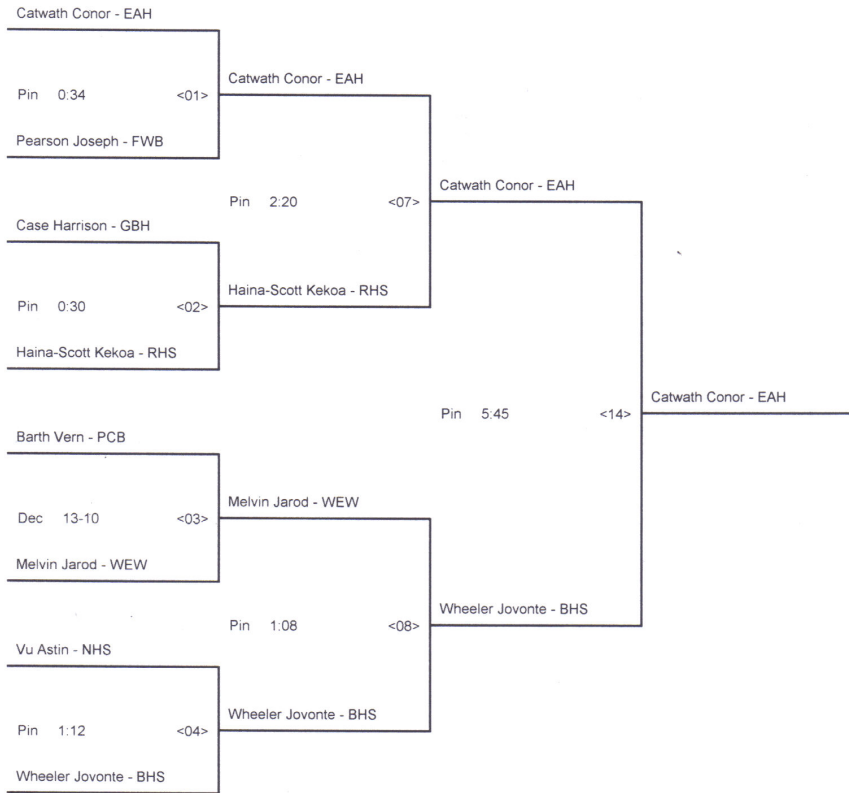 Catwath Conor - EAH
Pin 0:34 <01>
Pearson Joseph - FWB
Catwath Conor - EAH
Pin 2:20 <07>
Case Harrison - GBH
Pin 0:30 <02>
Haina-Scott Kekoa - RHS
Haina-Scott Kekoa - RHS
Catwath Conor - EAH
Pin 5:45 <14>
Catwath Conor - EAH
Barth Vern - PCB
Dec 13-10 <03>
Melvin Jarod - WEW
Melvin Jarod - WEW
Pin 1:08 <08>
Wheeler Jovonte - BHS
Vu Astin - NHS
Pin 1:12 <04>
Wheeler Jovonte - BHS
Wheeler Jovonte - BHS